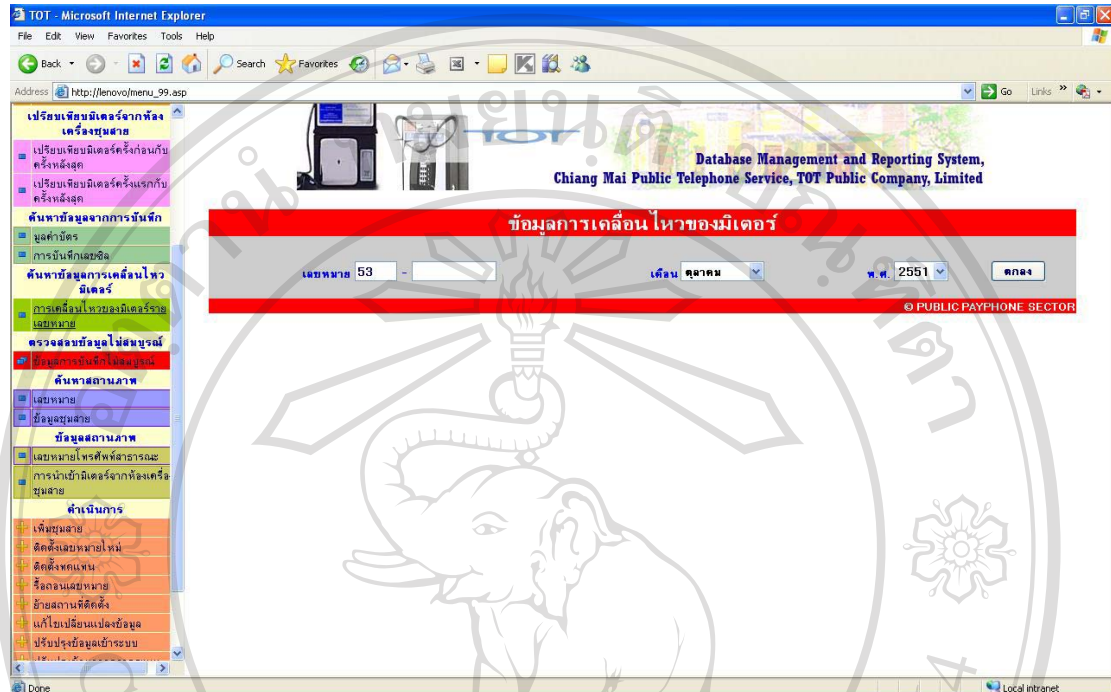 TOT - Microsoft Internet Explorer
File Edit View Favorites Tools Help
Back Search Favorites
Address http://lenovo/menu_99.asp Go Links »
เปรียบเทียบมิเตอร์จากห้อง
เครื่องชุมสาย
เปรียบเทียบมิเตอร์ครั้งก่อนกับ
ครั้งหลังสุด
เปรียบเทียบมิเตอร์ครั้งแรกกับ
ครั้งหลังสุด
ค้นหาข้อมูลจากการบันทึก
มูลค่าบัตร
การบันทึกเลขซีล
ค้นหาข้อมูลการเคลื่อนไหว
มิเตอร์
การเคลื่อนไหวของมิเตอร์ราย
เลขหมาย
ตรวจสอบข้อมูลไม่สมบูรณ์
ข้อมูลการบันทึกไม่สมบูรณ์
ค้นหาสถานภาพ
เลขหมาย
ข้อมูลชุมสาย
ข้อมูลสถานภาพ
เลขหมายโทรศัพท์สาธารณะ
การนำเข้ามิเตอร์จากห้องเครื่อ
ชุมสาย
ดำเนินการ
เพิ่มชุมสาย
ติดตั้งเลขหมายใหม่
ติดตั้งทดแทน
รื้อถอนเลขหมาย
ย้ายสถานที่ติดตั้ง
แก้ไขเปลี่ยนแปลงข้อมูล
ปรับปรุงข้อมูลเข้าระบบ
TOT
Database Management and Reporting System,
Chiang Mai Public Telephone Service, TOT Public Company, Limited
ข้อมูลการเคลื่อนไหวของมิเตอร์
เลขหมาย 53 - เดือน ตุลาคม พ.ศ. 2551 ตกลง
© PUBLIC PAYPHONE SECTOR
Done Local intranet